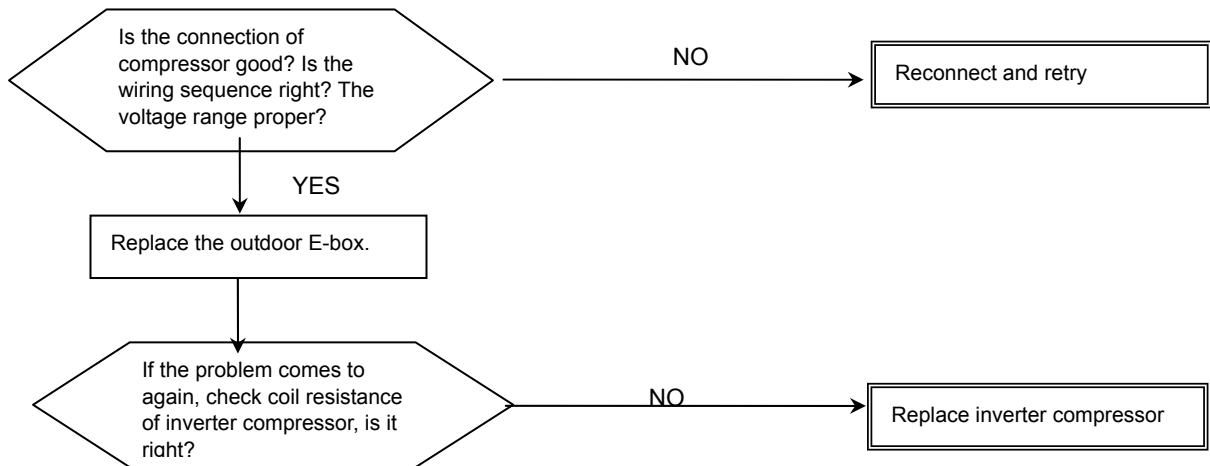 Is the connection of
compressor good? Is the
wiring sequence right? The
voltage range proper?
NO
Reconnect and retry
YES
Replace the outdoor E-box.
If the problem comes to
again, check coil resistance
of inverter compressor, is it
right?
NO
Replace inverter compressor